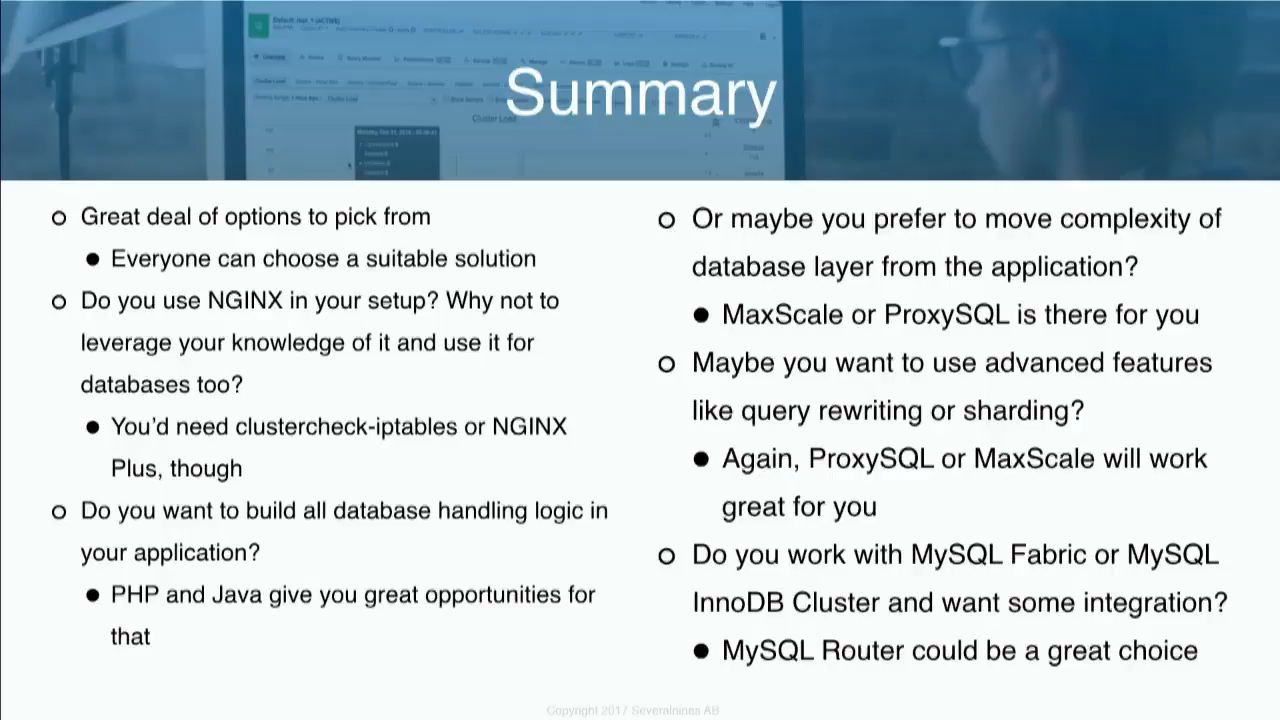 Summary
Cluster Load
Great deal of options to pick from
Everyone can choose a suitable solution
Do you use NGINX in your setup? Why not to
leverage your knowledge of it and use it for
databases too?
You'd need clustercheck-iptables or NGINX
Plus, though
Do you want to build all database handling logic in
your application?
PHP and Java give you great opportunities for
that
Or maybe you prefer to move complexity of
database layer from the application?
MaxScale or ProxySQL is there for you
Maybe you want to use advanced features
like query rewriting or sharding?
Again, ProxySQL or MaxScale will work
great for you
Do you work with MySQL Fabric or MySQL
InnoDB Cluster and want some integration?
MySQL Router could be a great choice
Copyright 2017 Severalnines AB